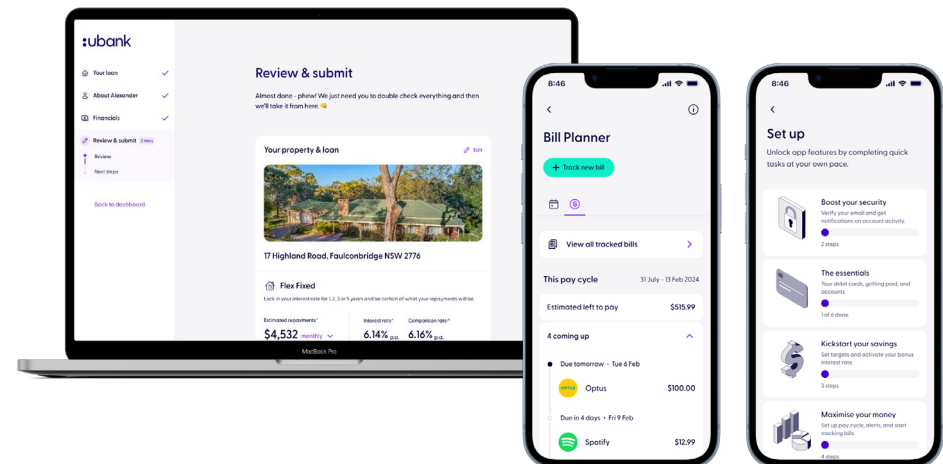 :ubank
Your loan
About Alexander
Financials
Review & submit 2 mins
Review
Next steps
Back to dashboard
Review & submit
Almost done - phew! We just need you to double check everything and then
we'll take it from here.
Your property & loan
Edit
17 Highland Road, Faulconbridge NSW 2776
Flex Fixed
Lock in your interest rate for 1, 2, 3 or 5 years and be certain of what your repayments will be.
Estimated repayments* Interest rate* Comparison rate^
$4,532 monthly 6.14% p.a. 6.16% p.a.
MacBook Pro
8:46
Bill Planner
+ Track new bill
View all tracked bills
This pay cycle 31 July - 13 Feb 2024
Estimated left to pay $515.99
4 coming up
Due tomorrow • Tue 6 Feb
OPTUS
Optus $100.00
Due in 4 days • Fri 9 Feb
Spotify $12.99
8:46
Set up
Unlock app features by completing quick
tasks at your own pace.
Boost your security
Verify your email and get
notifications on account activity.
2 steps
The essentials
Your debit cards, getting paid, and
accounts
1 of 6 done
Kickstart your savings
Set targets and activate your bonus
interest rate
3 steps
Maximise your money
Set up pay cycle, alerts, and start
tracking bills
4 steps